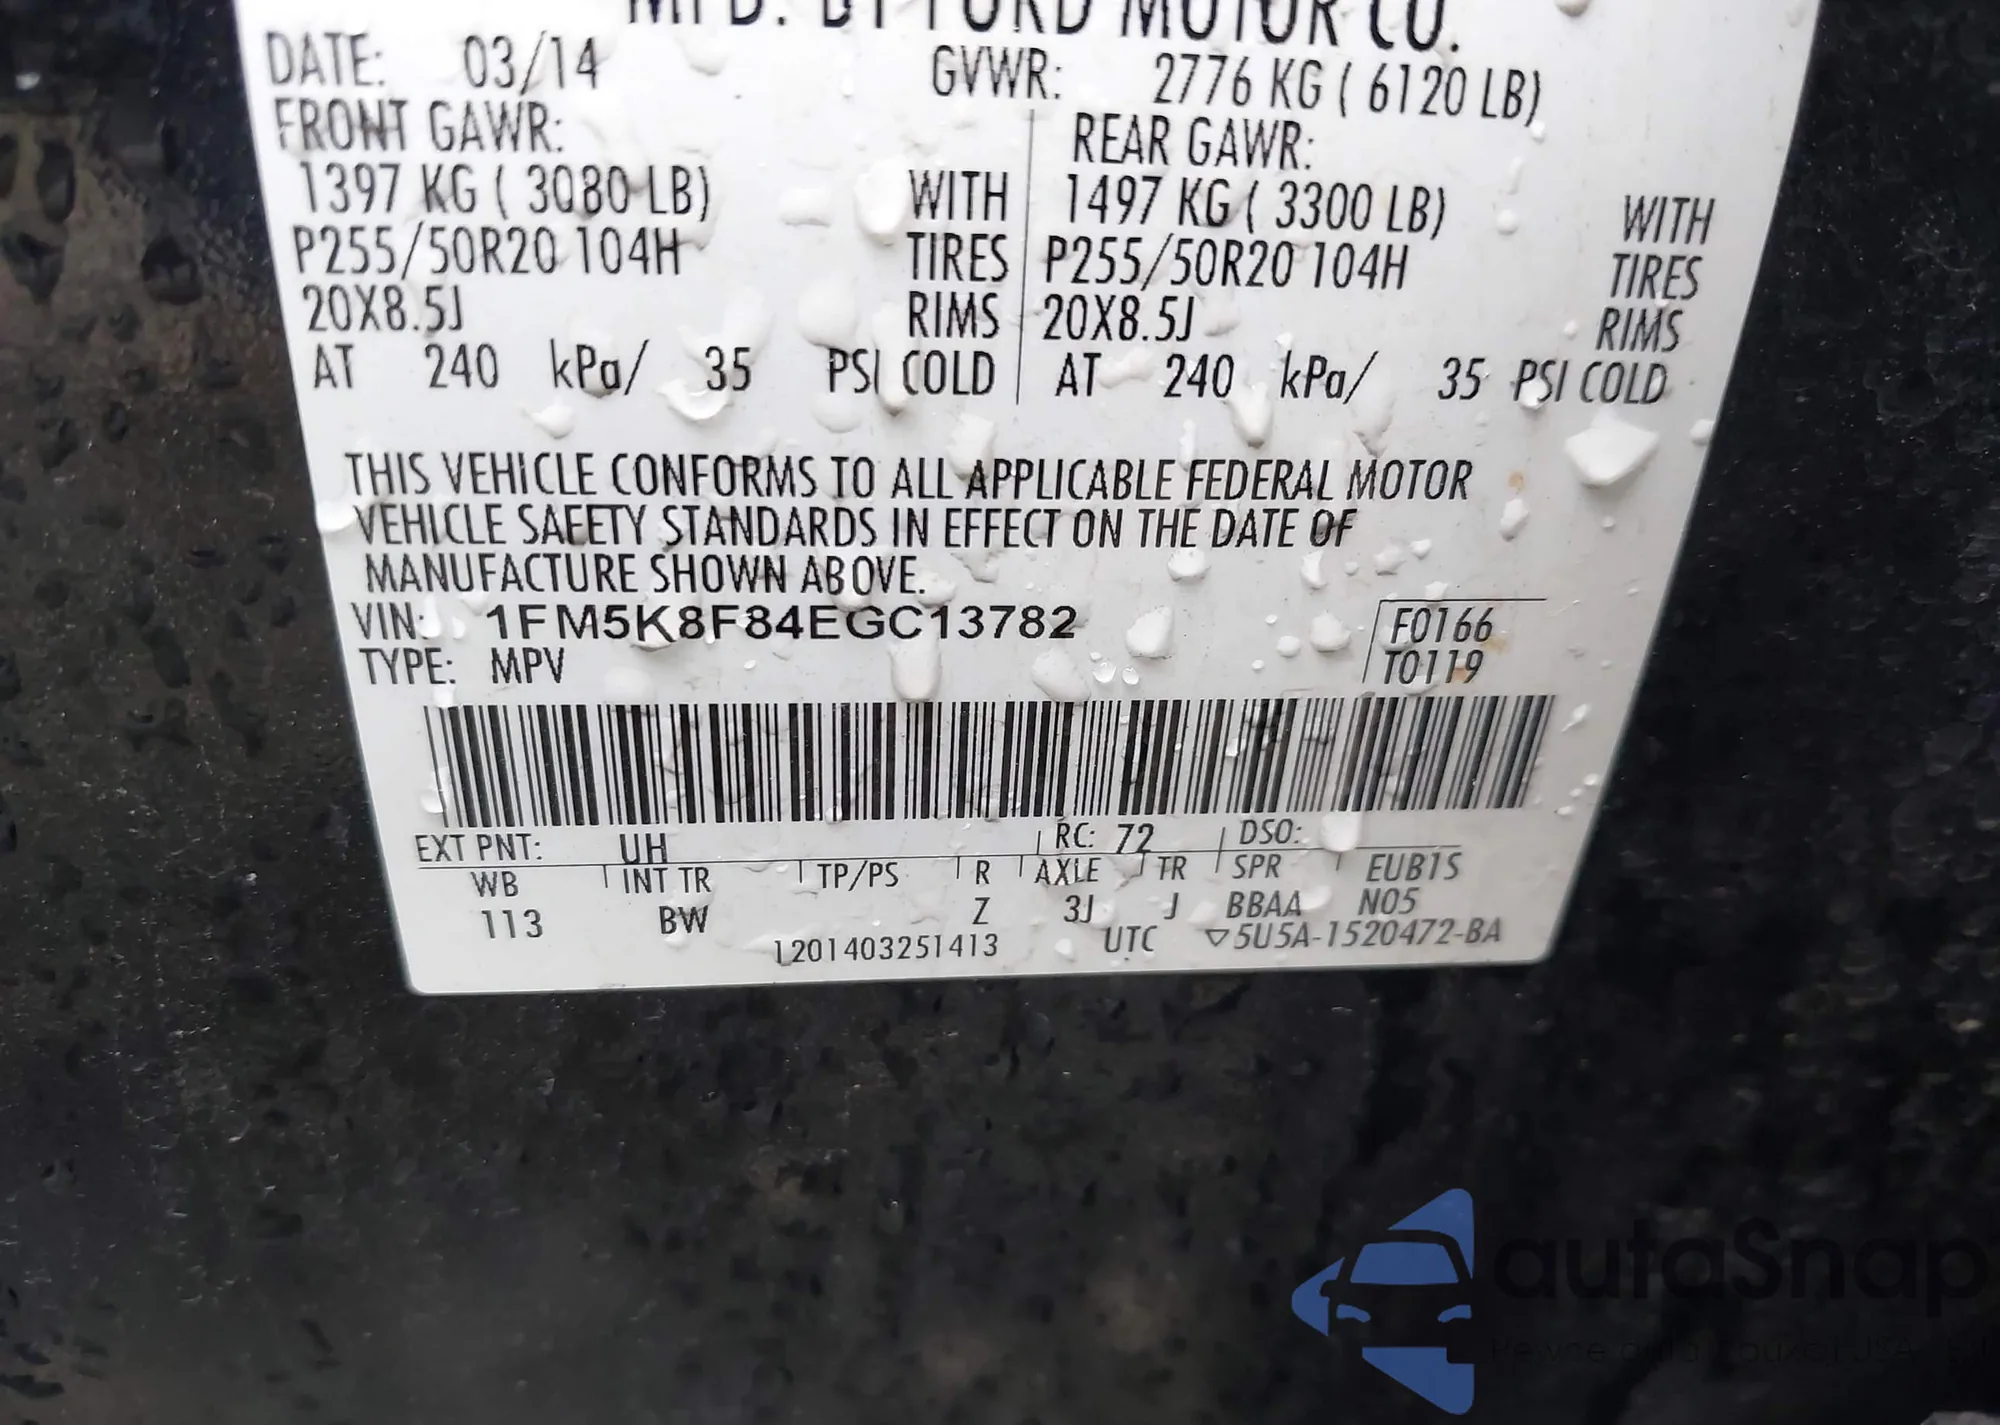 MFD. BY FORD MOTOR CO.
DATE: 03/14 GVWR: 2776 KG ( 6120 LB)
FRONT GAWR: REAR GAWR:
1397 KG ( 3080 LB) WITH 1497 KG ( 3300 LB) WITH
P255/50R20 104H TIRES P255/50R20 104H TIRES
20X8.5J RIMS 20X8.5J RIMS
AT 240 kPa/ 35 PSI COLD AT 240 kPa/ 35 PSI COLD
THIS VEHICLE CONFORMS TO ALL APPLICABLE FEDERAL MOTOR
VEHICLE SAFETY STANDARDS IN EFFECT ON THE DATE OF
MANUFACTURE SHOWN ABOVE.
VIN: 1FM5K8F84EGC13782 F0166
TYPE: MPV T0119
EXT PNT: UH RC: 72 DSO:
WB INT TR TP/PS R AXLE TR SPR EUB1S
113 BW Z 3J J BBAA N05
1201403251413 UTC ▽5U5A-1520472-BA
autoSnap